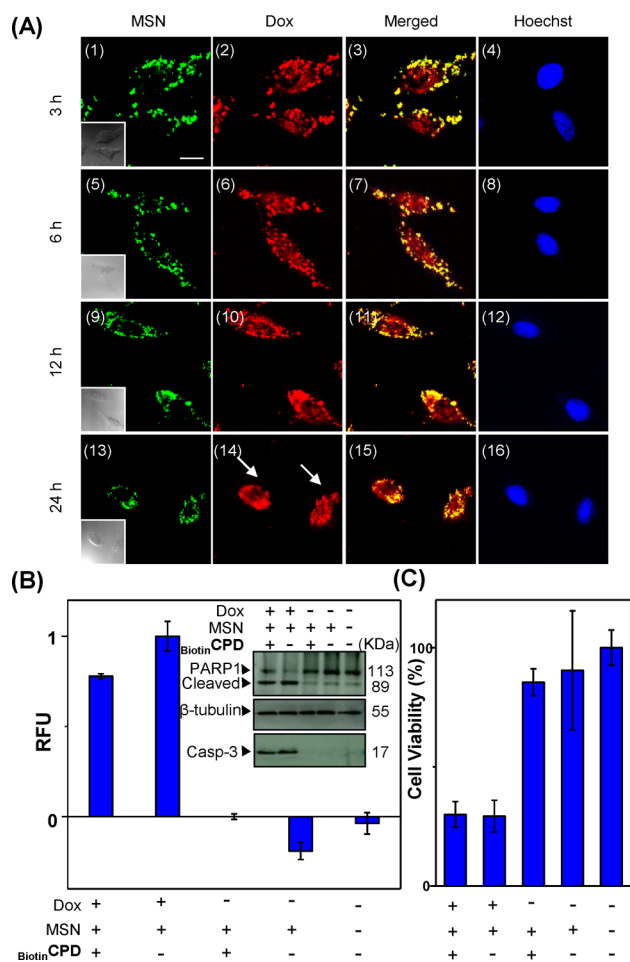 (A) MSN Dox Merged Hoechst
3 h (1) (2) (3) (4)
6 h (5) (6) (7) (8)
12 h (9) (10) (11) (12)
24 h (13) (14) (15) (16)
(B)
RFU
1
0
Dox + + - - -
MSN + + + + -
BiotinCPD + - + - - (KDa)
PARP1 113
Cleaved 89
β-tubulin 55
Casp-3 17
Dox + + - - -
MSN + + + + -
BiotinCPD + - + - -
(C)
Cell Viability (%)
100
0
+ + - - -
+ + + + -
+ - + - -